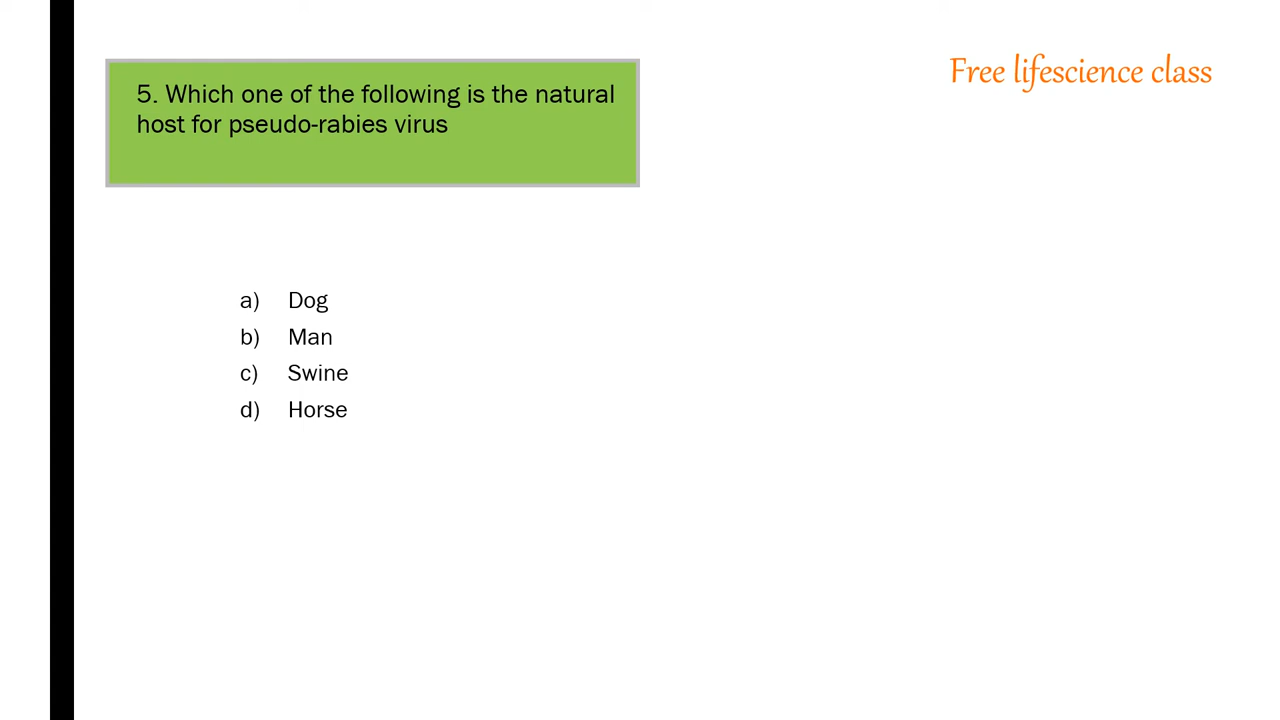 Free lifescience class
5. Which one of the following is the natural
host for pseudo-rabies virus
a) Dog
b) Man
c) Swine
d) Horse